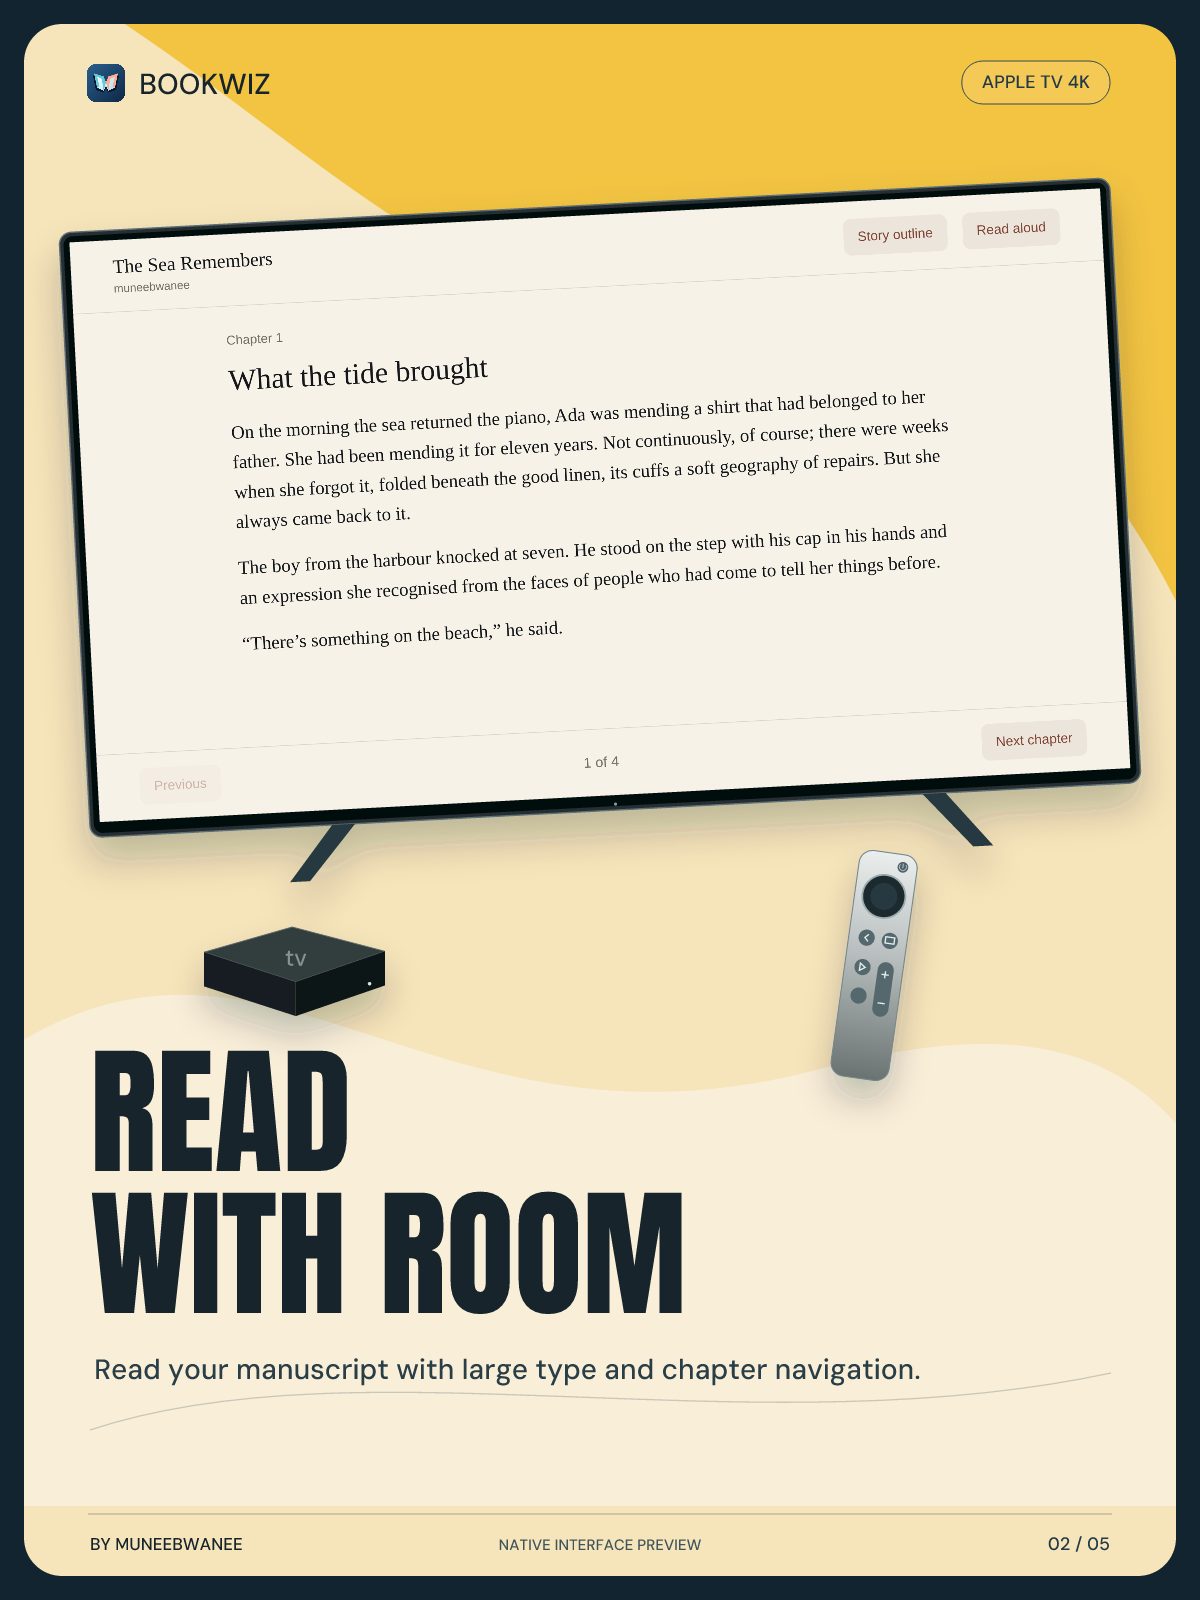 BOOKWIZ
APPLE TV 4K
The Sea Remembers
muneebwanee
Story outline
Read aloud
Chapter 1
What the tide brought
On the morning the sea returned the piano, Ada was mending a shirt that had belonged to her
father. She had been mending it for eleven years. Not continuously, of course; there were weeks
when she forgot it, folded beneath the good linen, its cuffs a soft geography of repairs. But she
always came back to it.
The boy from the harbour knocked at seven. He stood on the step with his cap in his hands and
an expression she recognised from the faces of people who had come to tell her things before.
“There’s something on the beach,” he said.
Previous
1 of 4
Next chapter
tv
READ
WITH ROOM
Read your manuscript with large type and chapter navigation.
BY MUNEEBWANEE
NATIVE INTERFACE PREVIEW
02 / 05